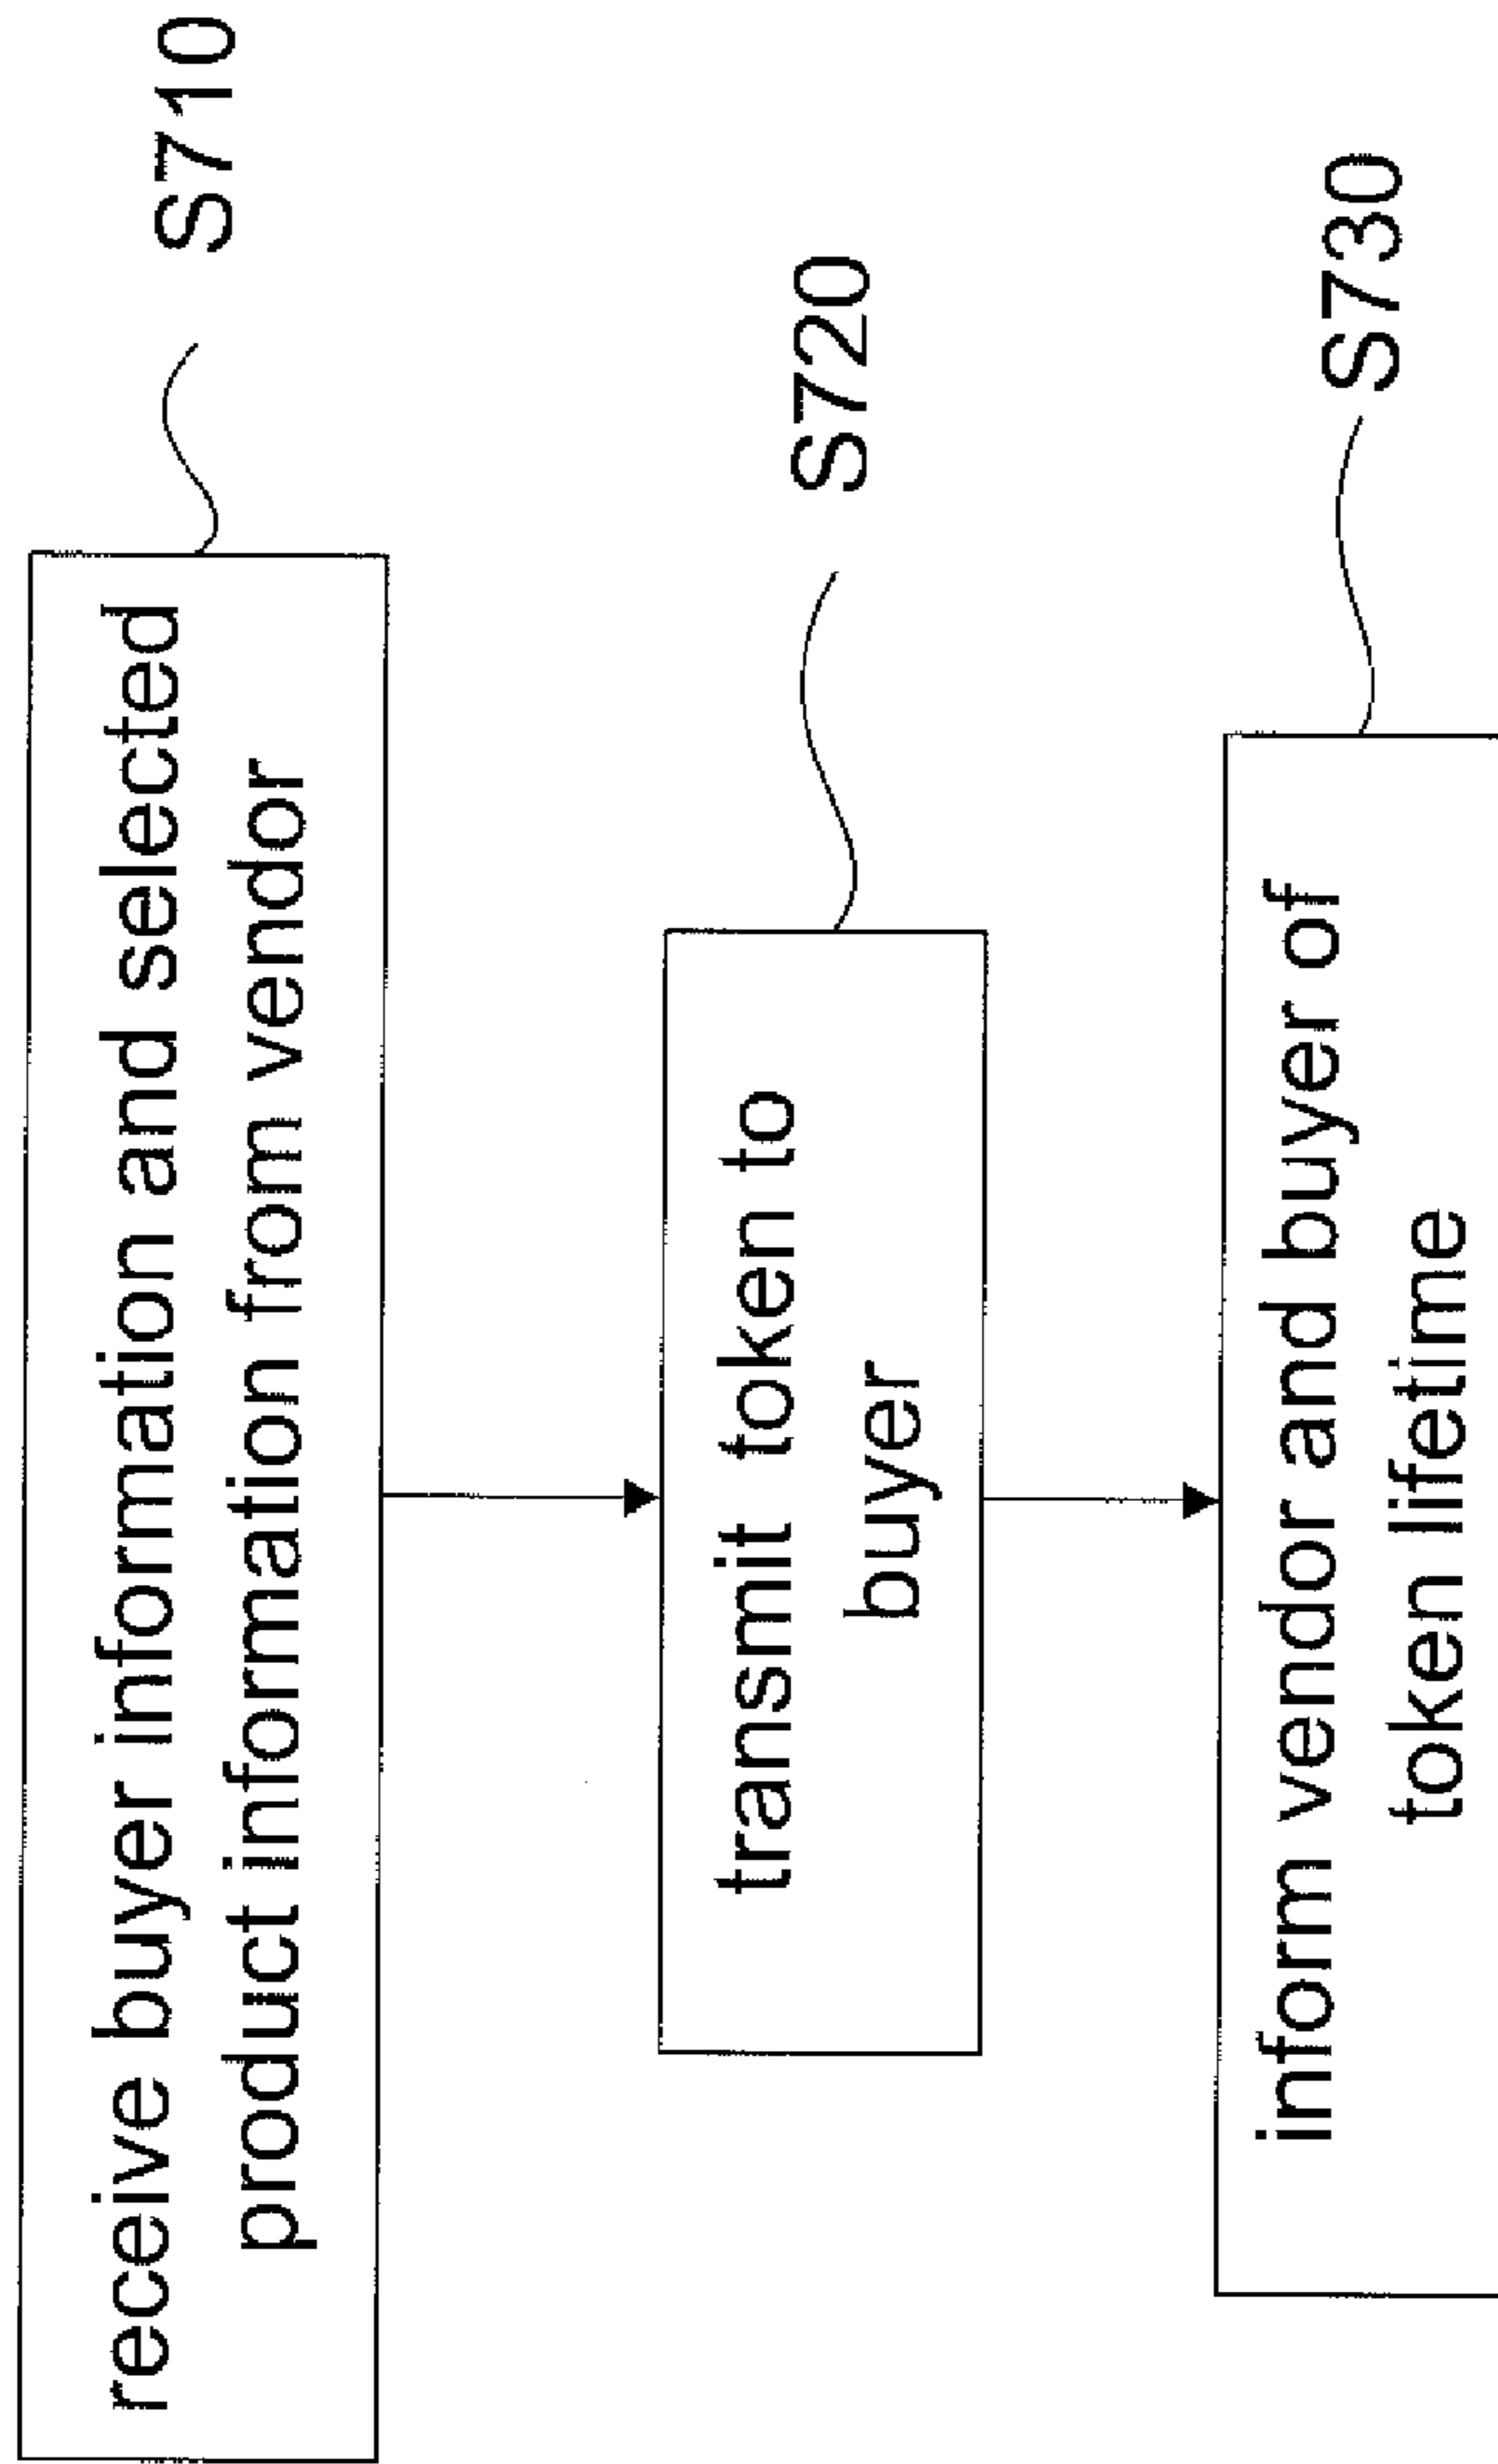 receive buyer information and selected
product information from vendor
S710
transmit token to
buyer
S720
inform vendor and buyer of
token lifetime
S730